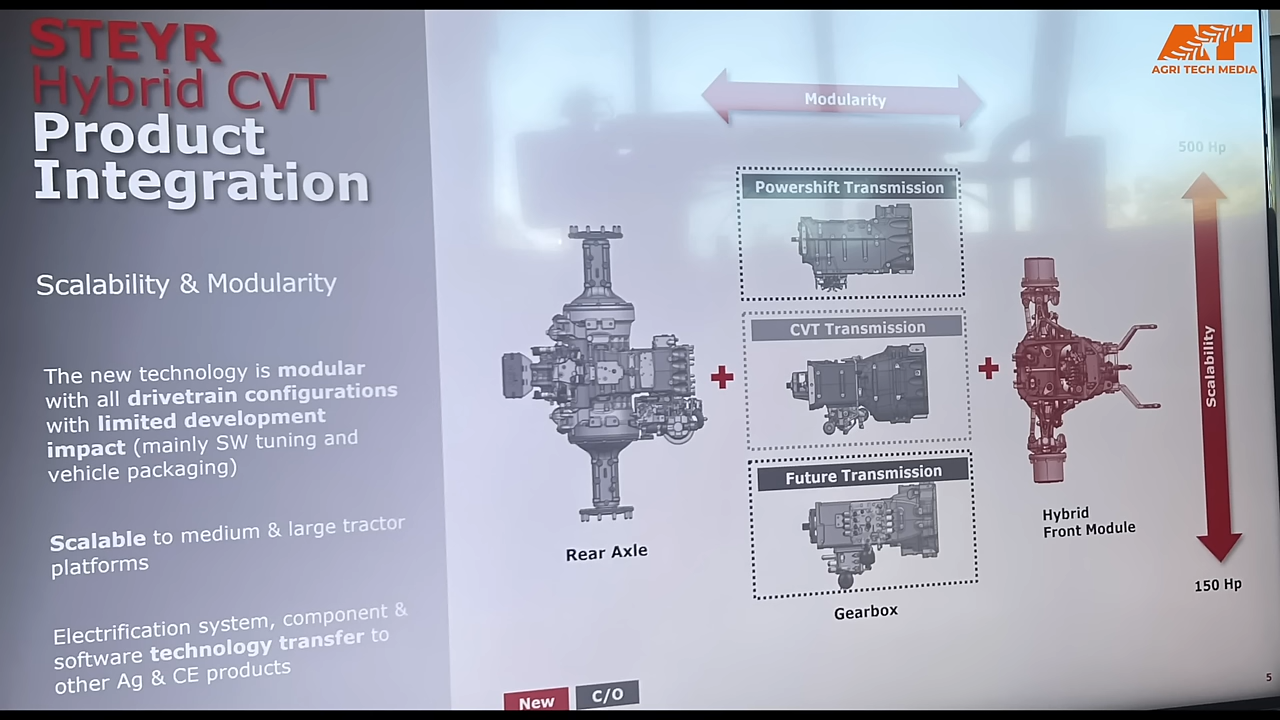 STEYR
Hybrid CVT
Product
Integration
Scalability & Modularity
The new technology is modular
with all drivetrain configurations
with limited development
impact (mainly SW tuning and
vehicle packaging)
Scalable to medium & large tractor
platforms
Electrification system, component &
software technology transfer to
other Ag & CE products
Modularity
Powershift Transmission
CVT Transmission
Future Transmission
Gearbox
Rear Axle
Hybrid
Front Module
500 Hp
Scalability
150 Hp
New
C/O
5
AT
AGRI TECH MEDIA